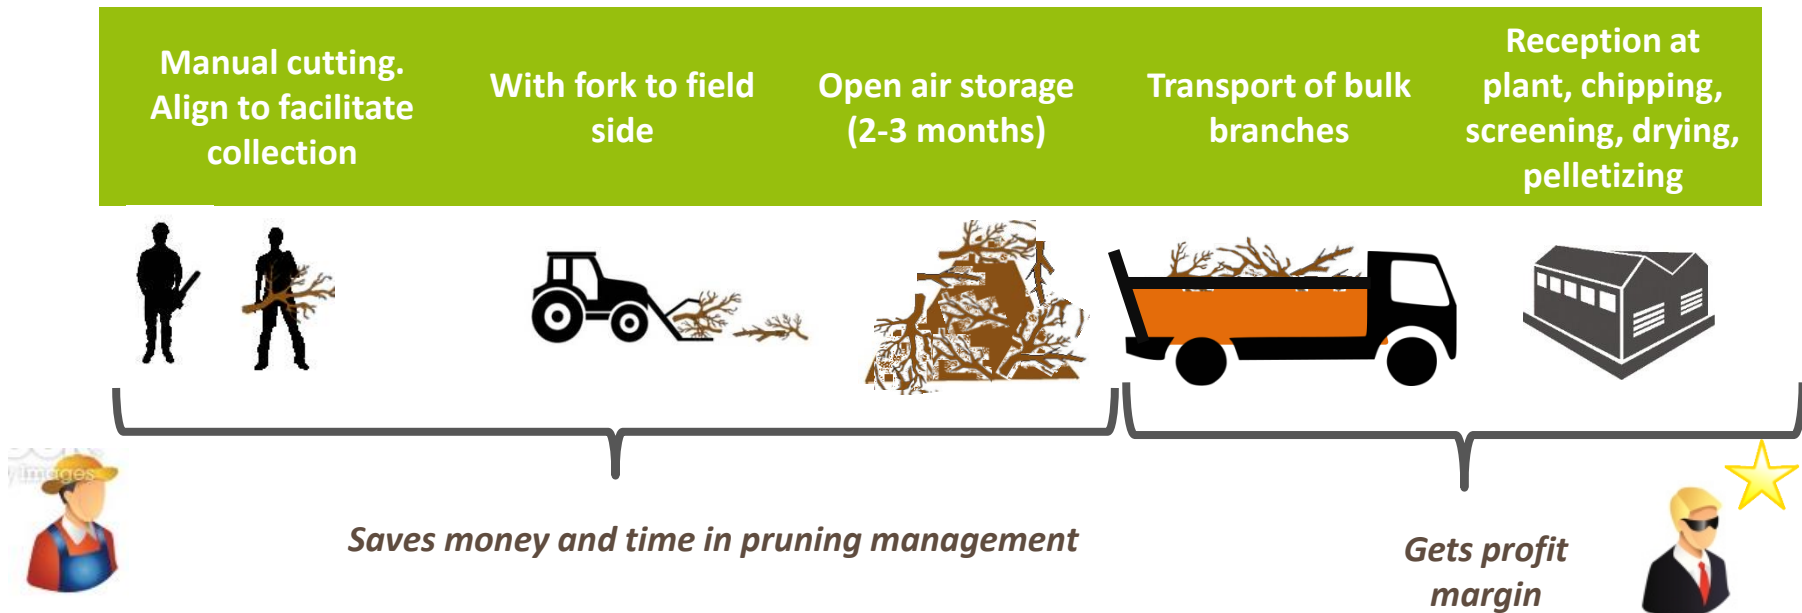 Manual cutting.
Align to facilitate
collection
With fork to field
side
Open air storage
(2-3 months)
Transport of bulk
branches
Reception at
plant, chipping,
screening, drying,
pelletizing
y images
Saves money and time in pruning management
Gets profit
margin